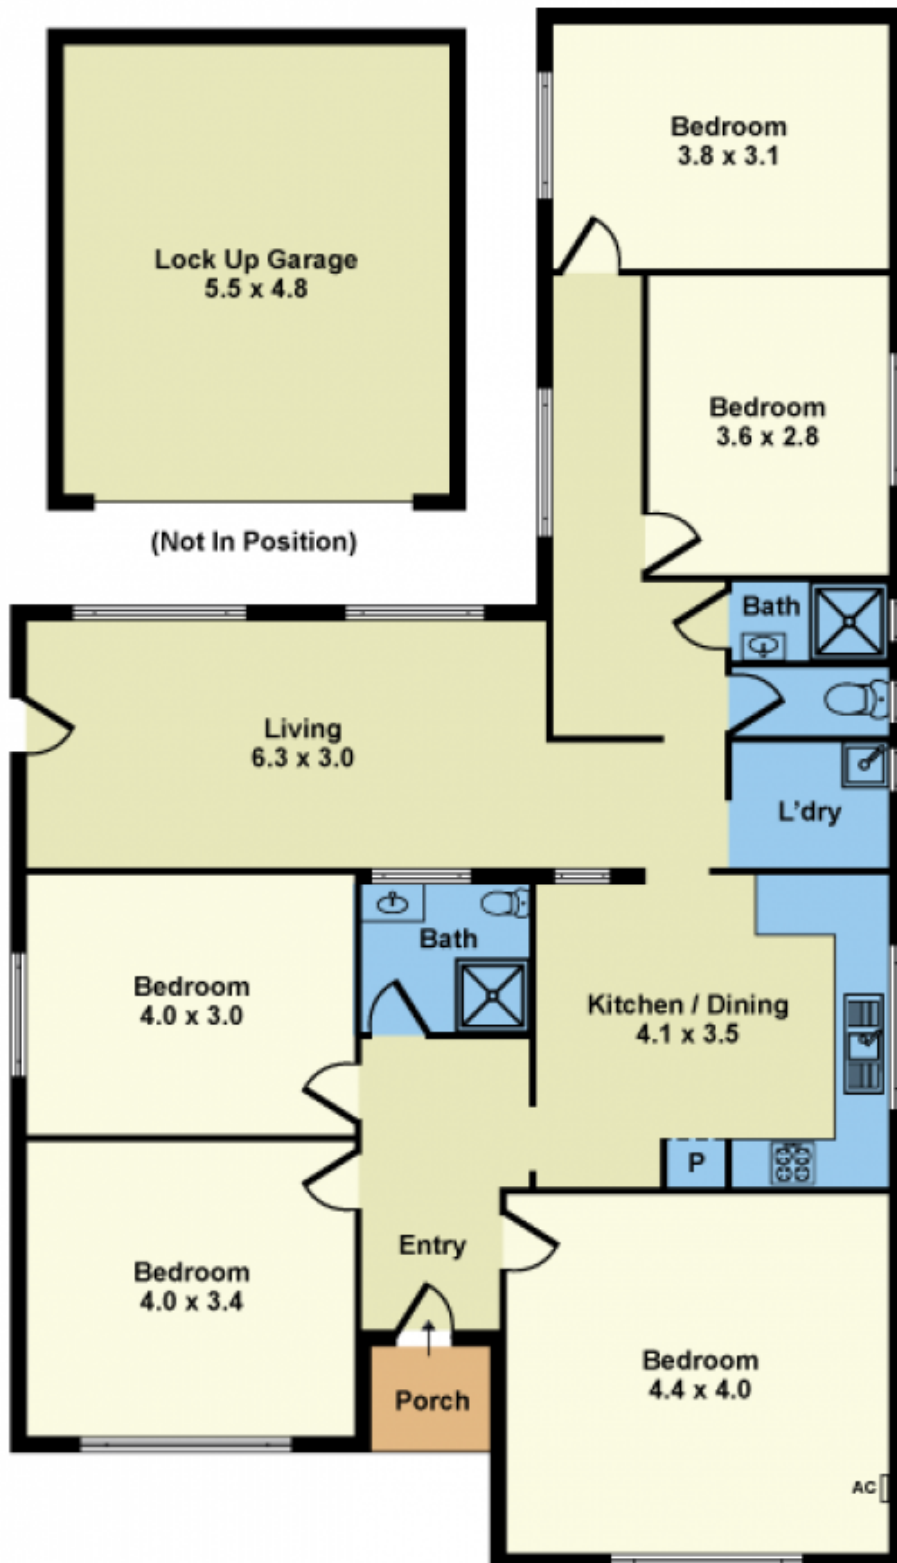 Bedroom
3.8 x 3.1
Lock Up Garage
5.5 x 4.8
Bedroom
3.6 x 2.8
(Not In Position)
Bath
Living
6.3 x 3.0
L'dry
Bath
Bedroom
4.0 x 3.0
Kitchen / Dining
4.1 x 3.5
P
Entry
Bedroom
4.0 x 3.4
Bedroom
4.4 x 4.0
Porch
AC